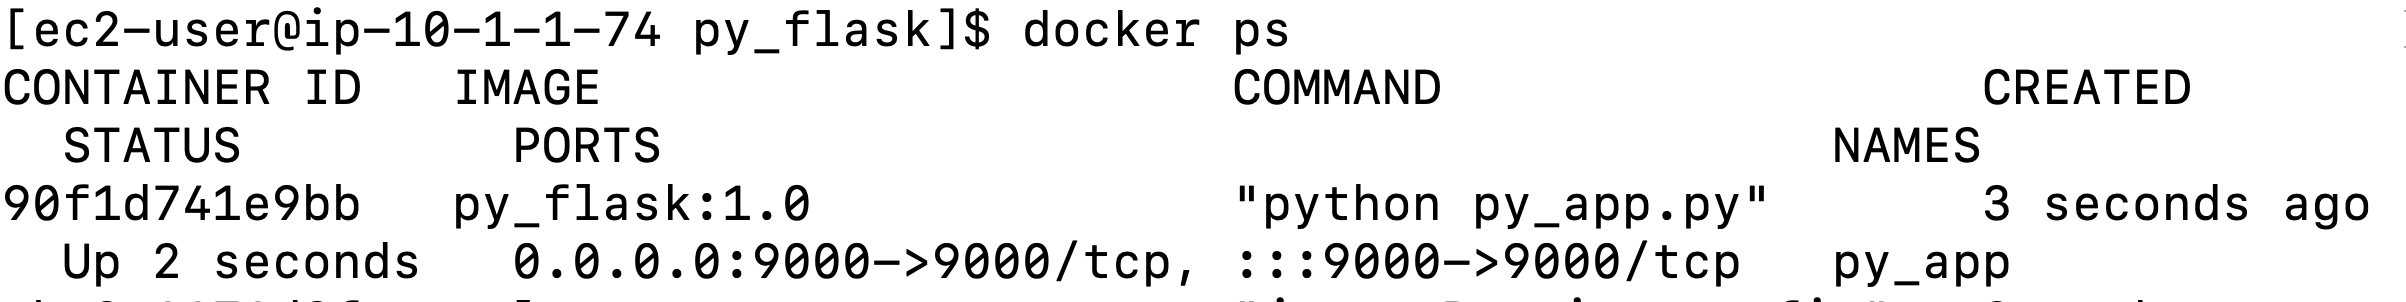 [ec2-user@ip-10-1-1-74 py_flask]$ docker ps
CONTAINER ID   IMAGE                     COMMAND                  CREATED
  STATUS         PORTS                                       NAMES
90f1d741e9bb   py_flask:1.0              "python py_app.py"       3 seconds ago
  Up 2 seconds   0.0.0.0:9000->9000/tcp, :::9000->9000/tcp   py_app